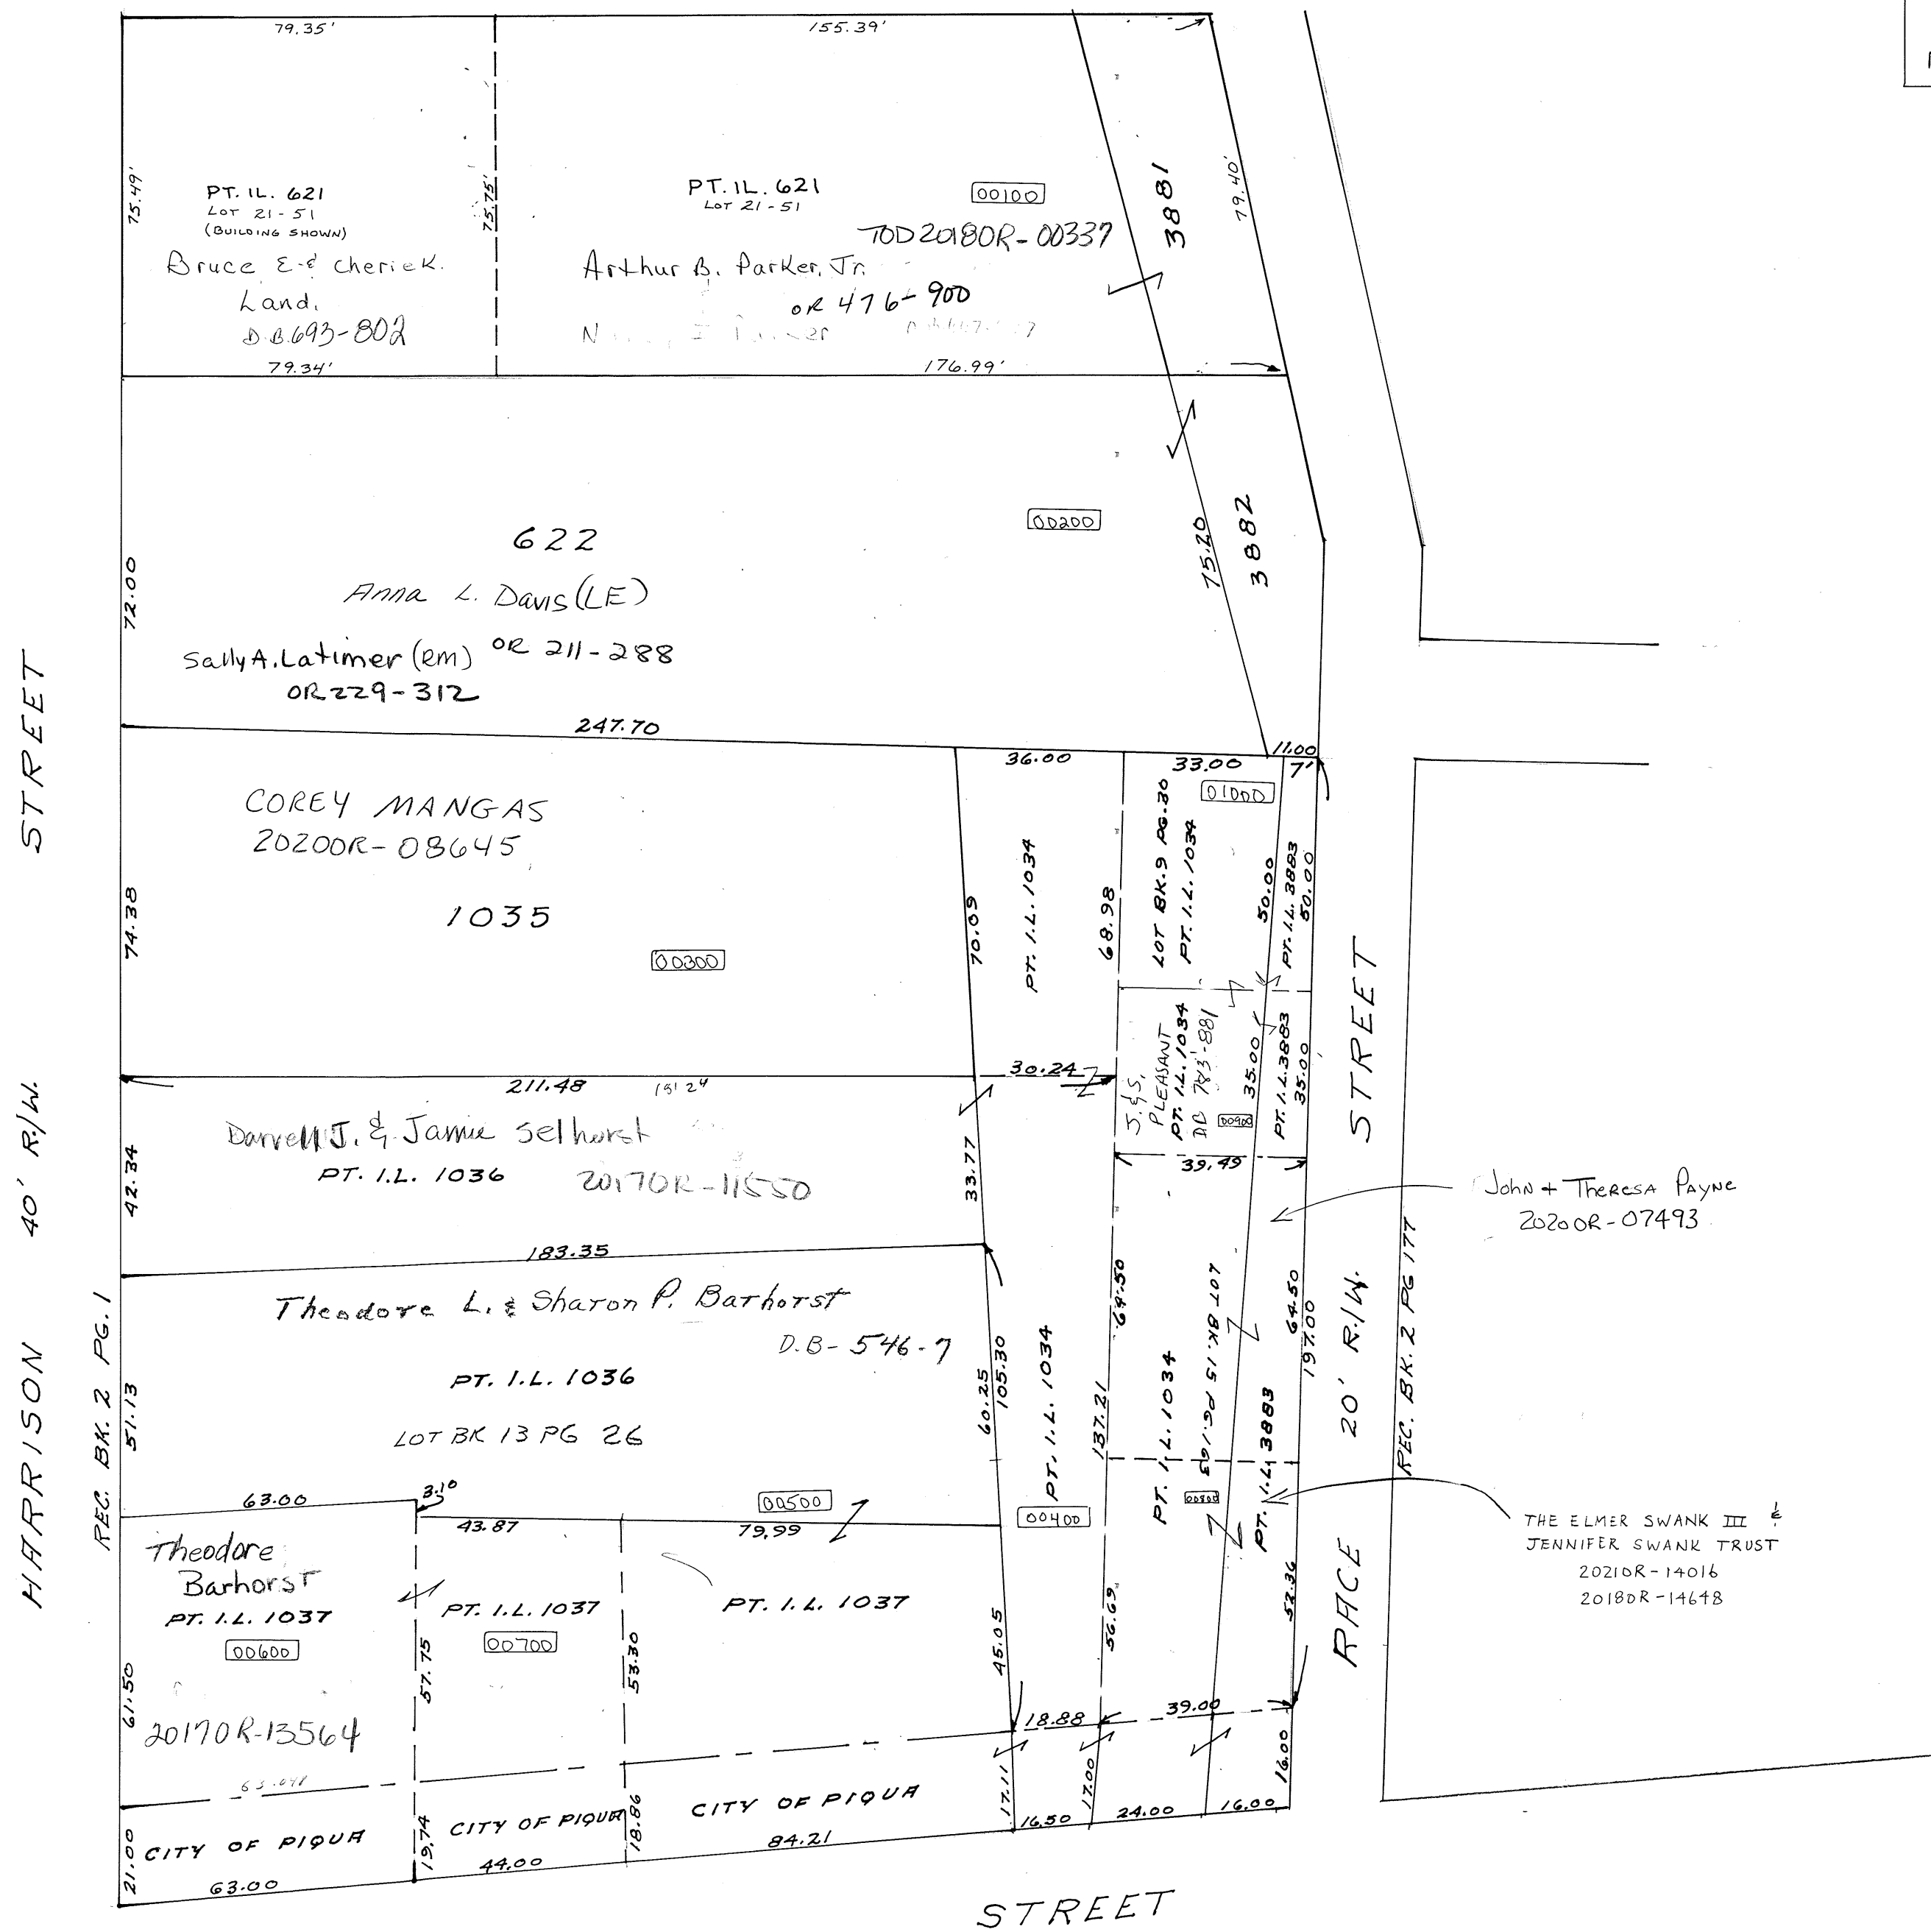 79.35'
155.39'
75.49'
75.75'
79.40'
PT. IL. 621
LOT 21-51
(BUILDING SHOWN)
Bruce E & Cherie K.
Land.
D.B.693-802
79.34'
PT. IL. 621
LOT 21-51
00100
TOD 2018OR-00337
Arthur B. Parker, Jr.
OR 476-900
176.99'
3881
72.00
622
00200
Anna L. Davis (LE)
Sally A. Latimer (RM) OR 211-288
OR 229-312
75.20
3882
247.70
36.00
33.00
11.00
7'
COREY MANGAS
2020OR-08645
1035
00300
74.38
70.09
PT. I.L. 1034
68.98
LOT BK.9 PG.30
PT. I.L. 1034
01000
50.00
PT. I.L. 3883
50.00
211.48
30.24
J. & S.
PLEASANT
PT. I.L. 1034
00900
35.00
PT. I.L. 3883
35.00
39.49
Darrell J. & Jamie Selhorst
PT. I.L. 1036
2017OR-11550
42.34
33.77
183.35
Theodore L. & Sharon P. Barhorst
D.B-546-7
PT. I.L. 1036
LOT BK 13 PG 26
51.13
60.25
105.30
PT. I.L. 1034
00400
137.21
64.50
PT. I.L. 1034
LOT BK. 15 PG. 163
00800
PT. I.L. 3883
64.50
197.00
John + Theresa Payne
2020OR-07493
THE ELMER SWANK III &
JENNIFER SWANK TRUST
2021OR-14016
2018OR-14648
63.00
3.10
43.87
00500
79.99
Theodore
Barhorst
PT. I.L. 1037
00600
2017OR-13564
61.50
57.75
PT. I.L. 1037
00700
53.30
PT. I.L. 1037
45.05
56.69
52.36
18.88
39.00
21.00
CITY OF PIQUA
63.00
19.74
CITY OF PIQUA
44.00
18.86
CITY OF PIQUA
84.21
17.11
16.50
17.00
24.00
16.00
16.00
HARRISON 40' R/W. STREET
REC. BK. 2 PG. 1
RACE 20' R/W. STREET
REC. BK. 2 PG 177
STREET